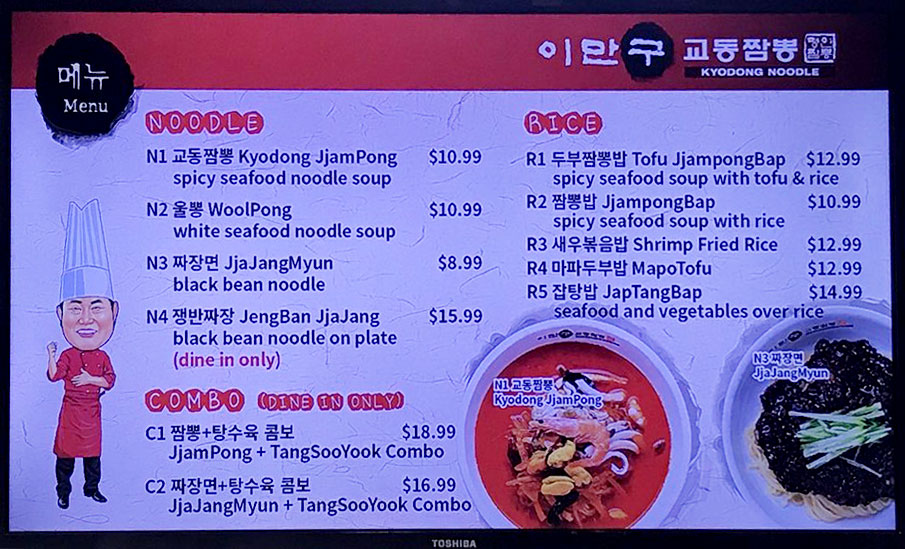 메뉴
Menu
이만구 교동짬뽕
KYODONG NOODLE
NOODLE
N1 교동짬뽕 Kyodong JjamPong $10.99
spicy seafood noodle soup
N2 울뽕 WoolPong $10.99
white seafood noodle soup
N3 짜장면 JjaJangMyun $8.99
black bean noodle
N4 쟁반짜장 JengBan JjaJang $15.99
black bean noodle on plate
(dine in only)
COMBO (DINE IN ONLY)
C1 짬뽕+탕수육 콤보 $18.99
JjamPong + TangSooYook Combo
C2 짜장면+탕수육 콤보 $16.99
JjaJangMyun + TangSooYook Combo
RICE
R1 두부짬뽕밥 Tofu JjampongBap $12.99
spicy seafood soup with tofu & rice
R2 짬뽕밥 JjampongBap $10.99
spicy seafood soup with rice
R3 새우볶음밥 Shrimp Fried Rice $12.99
R4 마파두부밥 MapoTofu $12.99
R5 잡탕밥 JapTangBap $14.99
seafood and vegetables over rice
N1 교동짬뽕
Kyodong JjamPong
N3 짜장면
JjaJangMyun
TOSHIBA